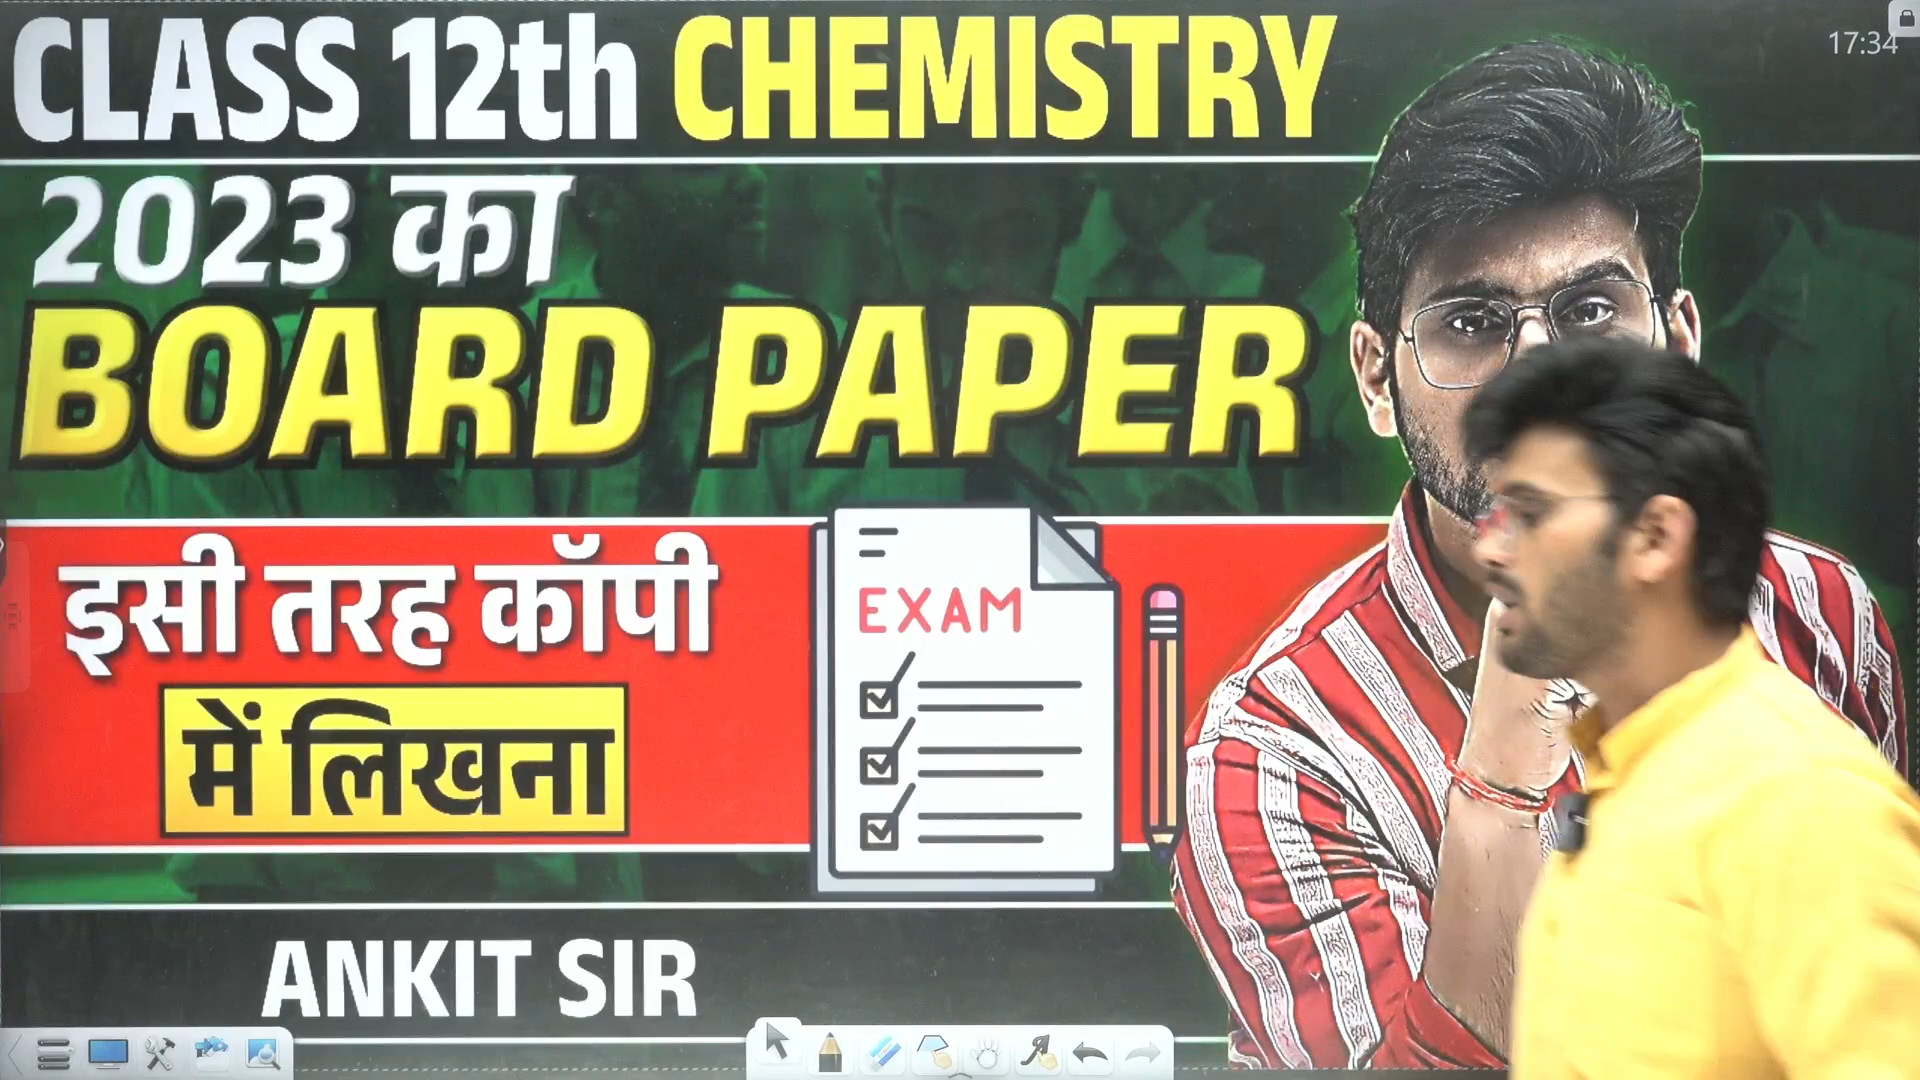 CLASS 12th CHEMISTRY
17:34
2023 का
BOARD PAPER
इसी तरह कॉपी
में लिखना
EXAM
ANKIT SIR